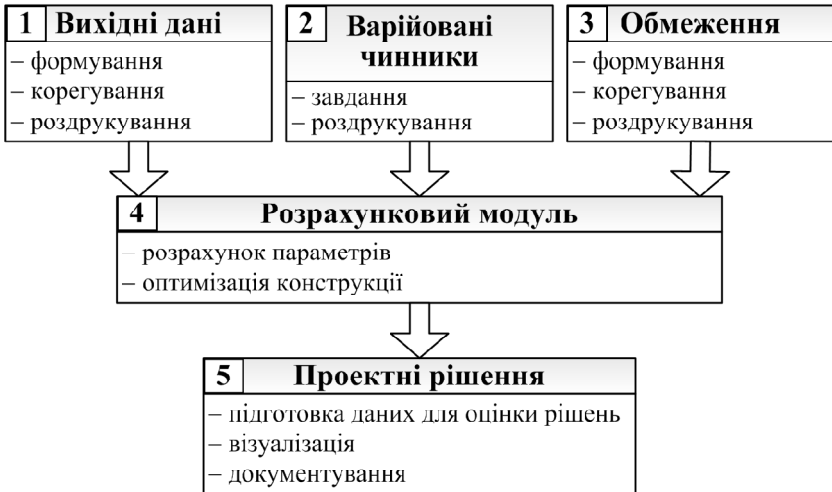 1 Вихідні дані
– формування
– корегування
– роздрукування
2 Варійовані
чинники
– завдання
– роздрукування
3 Обмеження
– формування
– корегування
– роздрукування
4 Розрахунковий модуль
– розрахунок параметрів
– оптимізація конструкції
5 Проектні рішення
– підготовка даних для оцінки рішень
– візуалізація
– документування